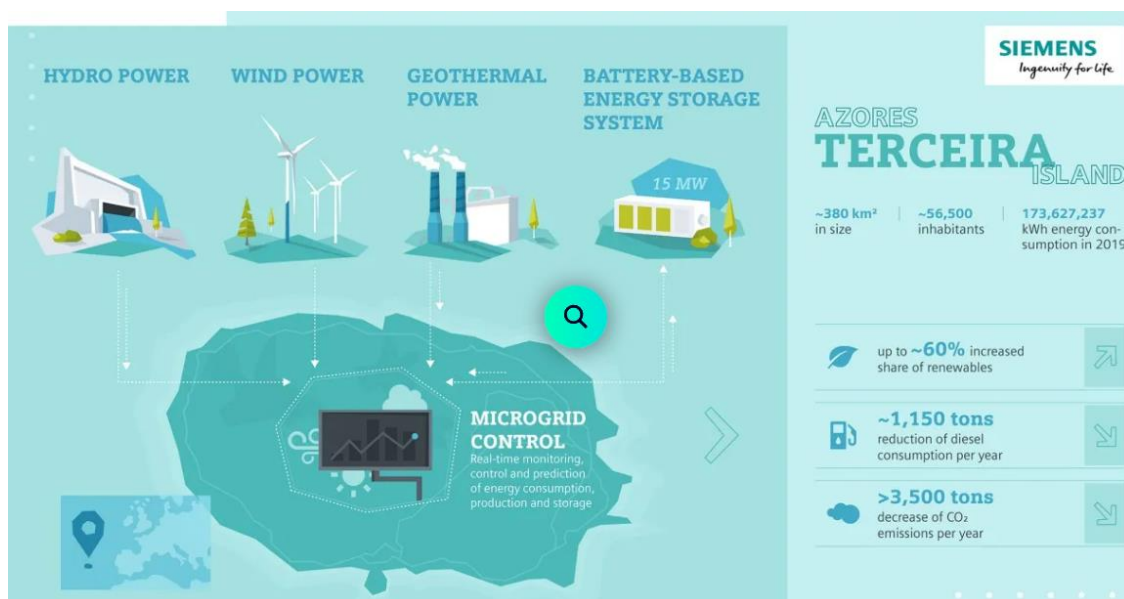 HYDRO POWER
WIND POWER
GEOTHERMAL
POWER
BATTERY-BASED
ENERGY STORAGE
SYSTEM
15 MW
MICROGRID
CONTROL
Real-time monitoring,
control and prediction
of energy consumption,
production and storage
SIEMENS
Ingenuity for life
AZORES
TERCEIRA
ISLAND
~380 km²
in size
~56,500
inhabitants
173,627,237
kWh energy con-
sumption in 2019
up to ~60% increased
share of renewables
~1,150 tons
reduction of diesel
consumption per year
>3,500 tons
decrease of CO₂
emissions per year